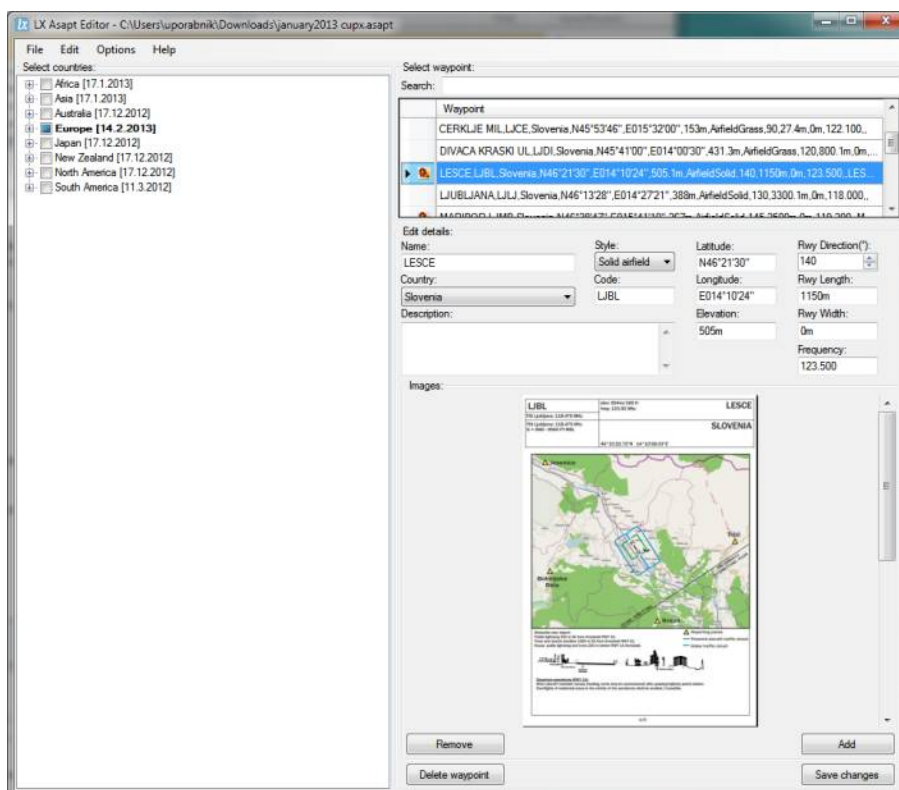 LX Asapt Editor - C:\Users\uporabnik\Downloads\january2013 cupx.asapt
File Edit Options Help
Select countries:
Africa [17.1.2013]
Asia [17.1.2013]
Australia [17.12.2012]
Europe [14.2.2013]
Japan [17.12.2012]
New Zealand [17.12.2012]
North America [17.12.2012]
South America [11.3.2012]
Select waypoint:
Search:
Waypoint
CERKLJE MIL,LJCE,Slovenia,N45°53'46",E015°32'00",153m,AirfieldGrass,90,27.4m,0m,122.100,,
DIVACA KRASKI UL,LJDI,Slovenia,N45°41'00",E014°00'30",431.3m,AirfieldGrass,120,800.1m,0m,...
LESCE,LJBL,Slovenia,N46°21'30",E014°10'24",505.1m,AirfieldSolid,140,1150m,0m,123.500,,LES...
LJUBLJANA,LJLJ,Slovenia,N46°13'28",E014°27'21",388m,AirfieldSolid,130,3300.1m,0m,118.000,,
Edit details:
Name: Style: Latitude: Rwy Direction(°):
LESCE Solid airfield N46°21'30" 140
Country: Code: Longitude: Rwy Length:
Slovenia LJBL E014°10'24" 1150m
Description: Elevation: Rwy Width:
505m 0m
Frequency:
123.500
Images:
LJBL LESCE
SLOVENIA
Remove Add
Delete waypoint Save changes